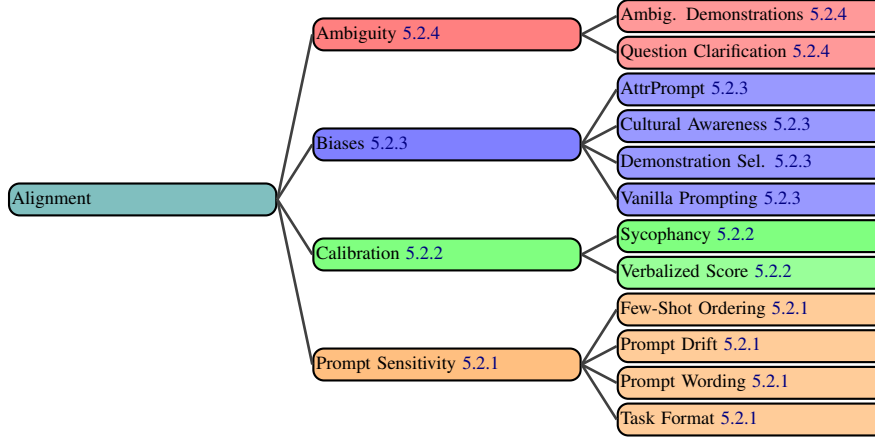 Alignment
Ambiguity 5.2.4
Ambig. Demonstrations 5.2.4
Question Clarification 5.2.4
Biases 5.2.3
AttrPrompt 5.2.3
Cultural Awareness 5.2.3
Demonstration Sel. 5.2.3
Vanilla Prompting 5.2.3
Calibration 5.2.2
Sycophancy 5.2.2
Verbalized Score 5.2.2
Prompt Sensitivity 5.2.1
Few-Shot Ordering 5.2.1
Prompt Drift 5.2.1
Prompt Wording 5.2.1
Task Format 5.2.1